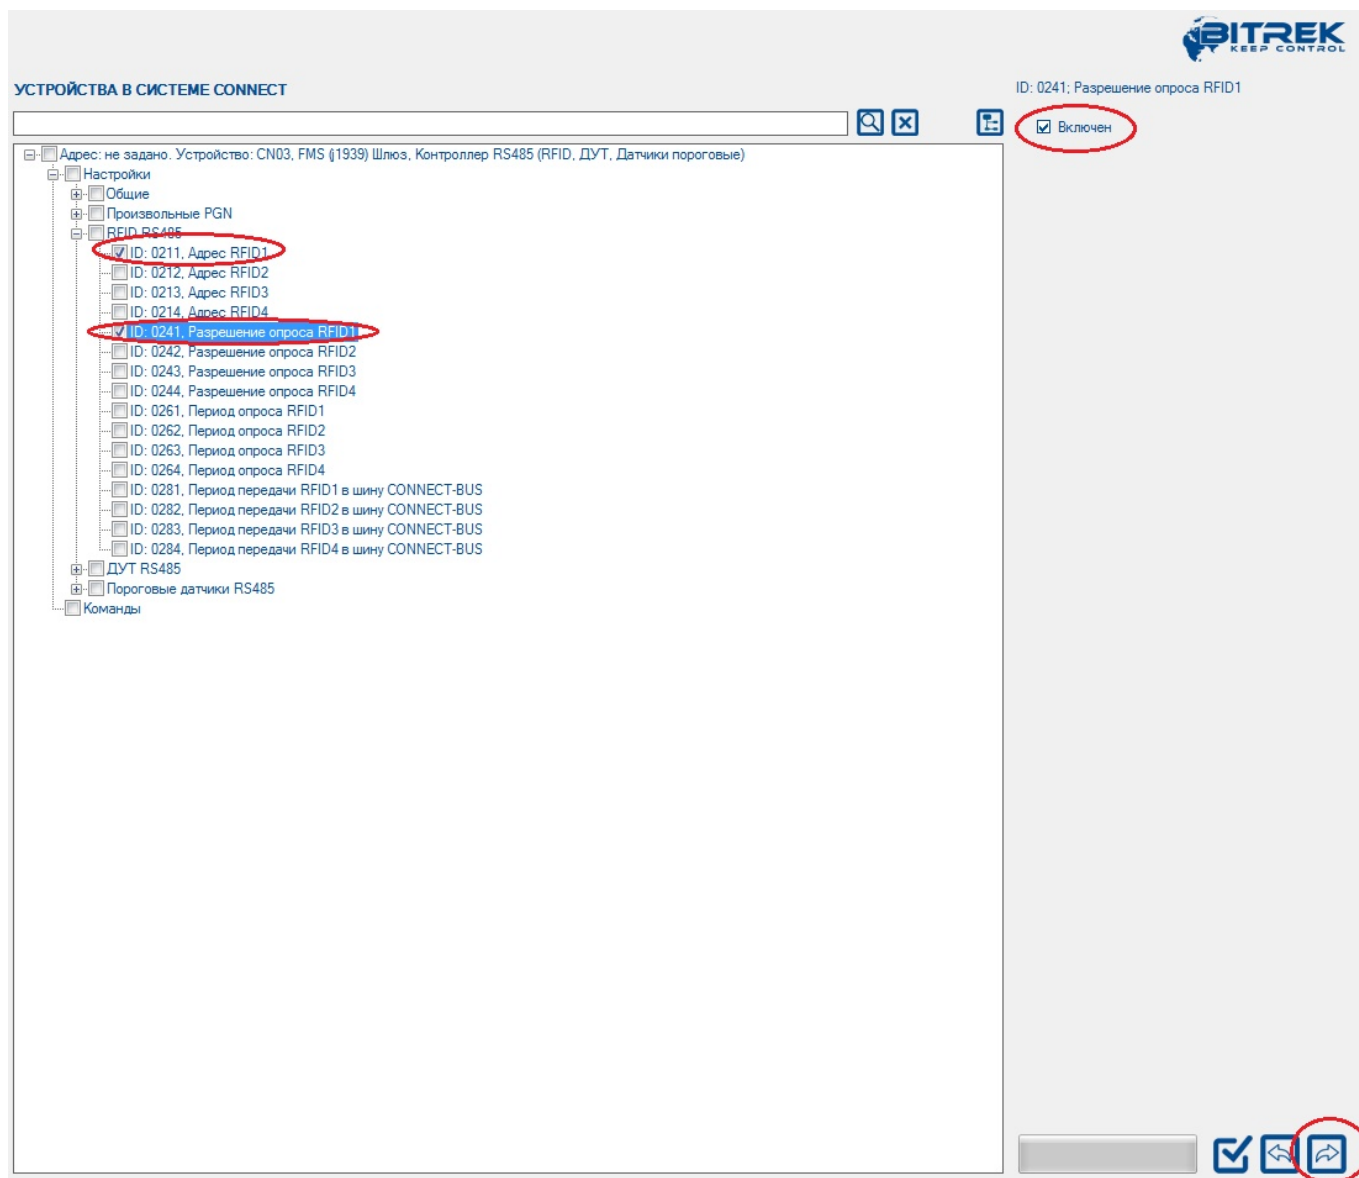 BITREK
KEEP CONTROL
УСТРОЙСТВА В СИСТЕМЕ CONNECT
ID: 0241; Разрешение опроса RFID1
Включен
Адрес: не задано. Устройство: CN03, FMS (j1939) Шлюз, Контроллер RS485 (RFID, ДУТ, Датчики пороговые)
Настройки
Общие
Произвольные PGN
RFID RS485
ID: 0211, Адрес RFID1
ID: 0212, Адрес RFID2
ID: 0213, Адрес RFID3
ID: 0214, Адрес RFID4
ID: 0241, Разрешение опроса RFID1
ID: 0242, Разрешение опроса RFID2
ID: 0243, Разрешение опроса RFID3
ID: 0244, Разрешение опроса RFID4
ID: 0261, Период опроса RFID1
ID: 0262, Период опроса RFID2
ID: 0263, Период опроса RFID3
ID: 0264, Период опроса RFID4
ID: 0281, Период передачи RFID1 в шину CONNECT-BUS
ID: 0282, Период передачи RFID2 в шину CONNECT-BUS
ID: 0283, Период передачи RFID3 в шину CONNECT-BUS
ID: 0284, Период передачи RFID4 в шину CONNECT-BUS
ДУТ RS485
Пороговые датчики RS485
Команды